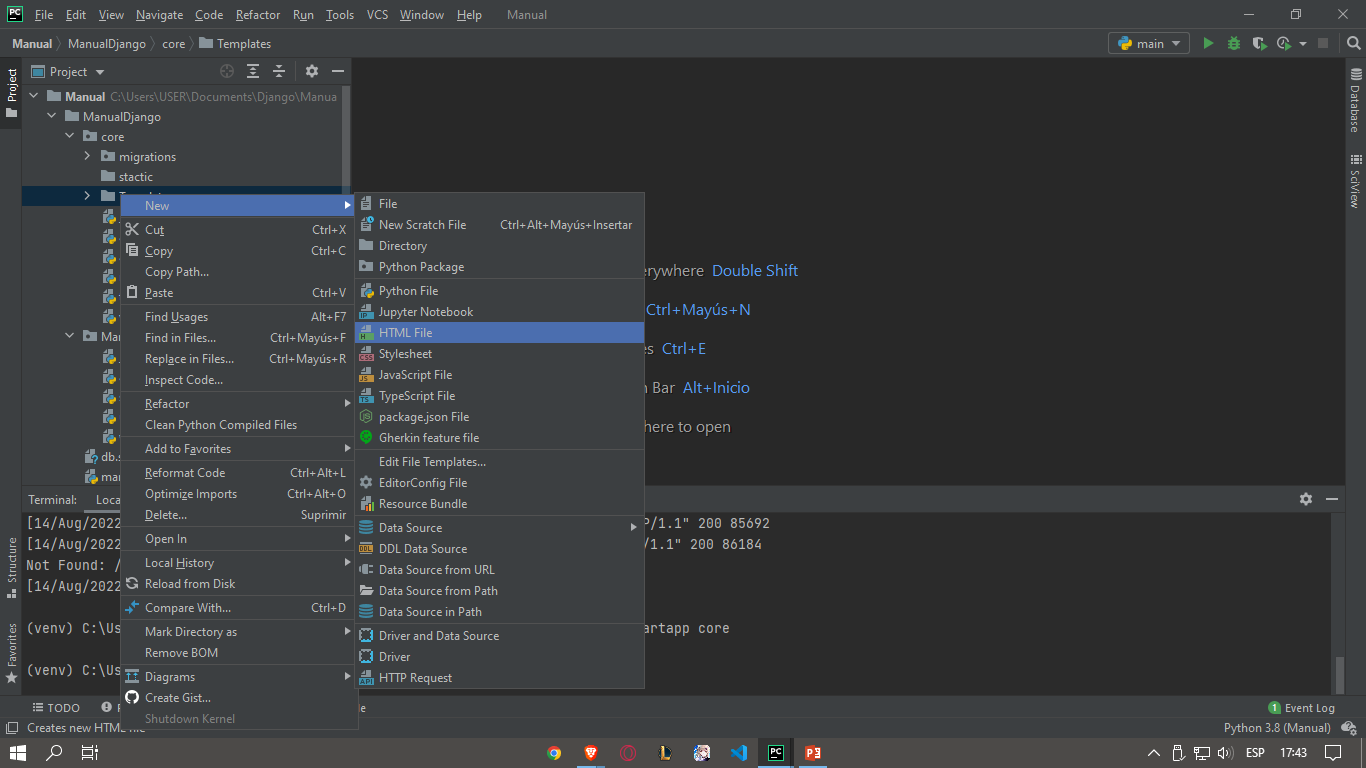 File Edit View Navigate Code Refactor Run Tools VCS Window Help Manual
Manual ManualDjango core Templates main
Project
Manual C:\Users\USER\Documents\Django\Manua
ManualDjango
core
migrations
stactic
New
Cut Ctrl+X
Copy Ctrl+C
Copy Path...
Paste Ctrl+V
Find Usages Alt+F7
Find in Files... Ctrl+Mayús+F
Replace in Files... Ctrl+Mayús+R
Inspect Code...
Refactor
Clean Python Compiled Files
Add to Favorites
Reformat Code Ctrl+Alt+L
Optimize Imports Ctrl+Alt+O
Delete... Suprimir
Open In
Local History
Reload from Disk
Compare With... Ctrl+D
Mark Directory as
Remove BOM
Diagrams
Create Gist...
Shutdown Kernel
File
New Scratch File Ctrl+Alt+Mayús+Insertar
Directory
Python Package
Python File
Jupyter Notebook
HTML File
Stylesheet
JavaScript File
TypeScript File
package.json File
Gherkin feature file
Edit File Templates...
EditorConfig File
Resource Bundle
Data Source
DDL Data Source
Data Source from URL
Data Source from Path
Data Source in Path
Driver and Data Source
Driver
HTTP Request
erywhere Double Shift
Ctrl+Mayús+N
es Ctrl+E
Bar Alt+Inicio
here to open
Ma
db.s
mar
Terminal: Loca
[14/Aug/2022 P/1.1" 200 85692
[14/Aug/2022 /1.1" 200 86184
Not Found: /
[14/Aug/2022
(venv) C:\Us artapp core
(venv) C:\Us
TODO Event Log
Creates new HTML file Python 3.8 (Manual)
Project
Structure
Favorites
Database
SciView
ESP 17:43